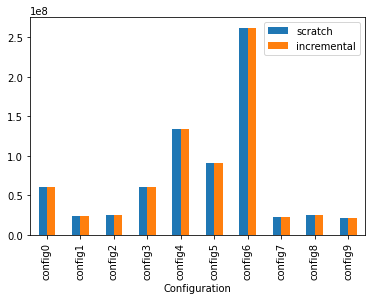 1e8
scratch
incremental
2.5
2.0
1.5
1.0
0.5
0.0
config0
config1
config2
config3
config4
config5
config6
config7
config8
config9
Configuration